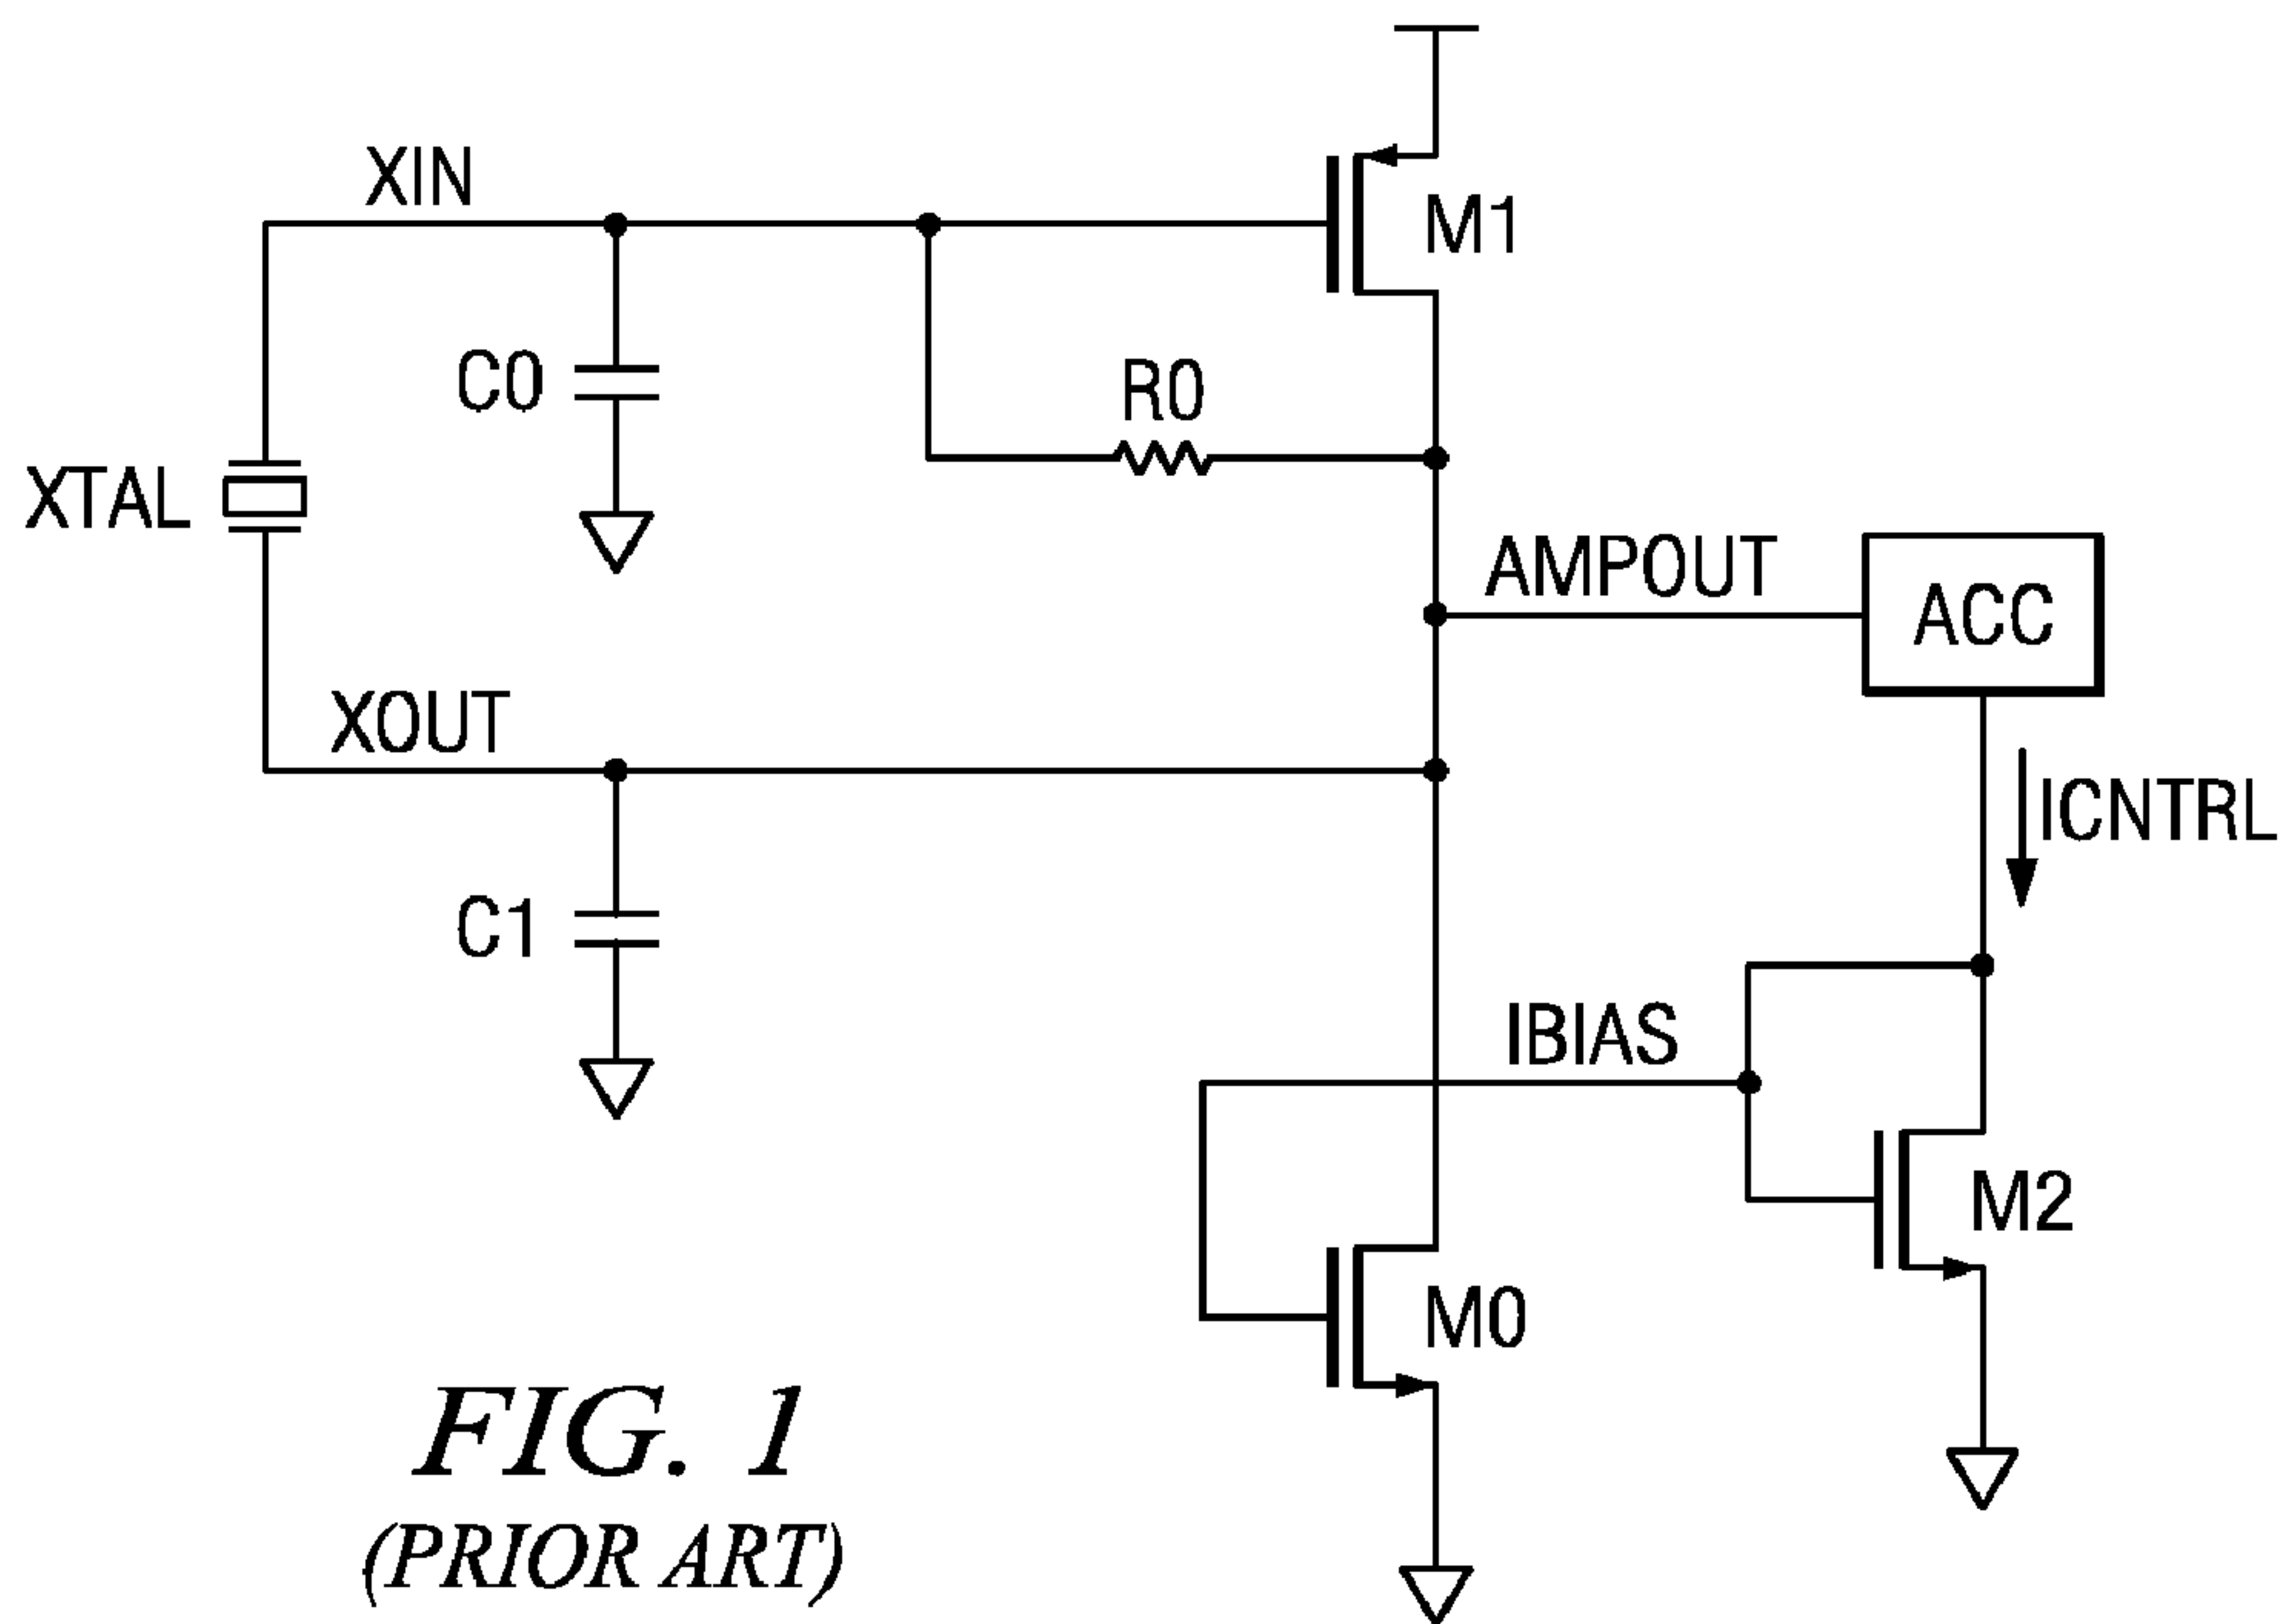 XIN
M1
C0
R0
XTAL
AMPOUT
ACC
XOUT
ICNTRL
C1
IBIAS
M2
M0
FIG. 1
(PRIOR ART)